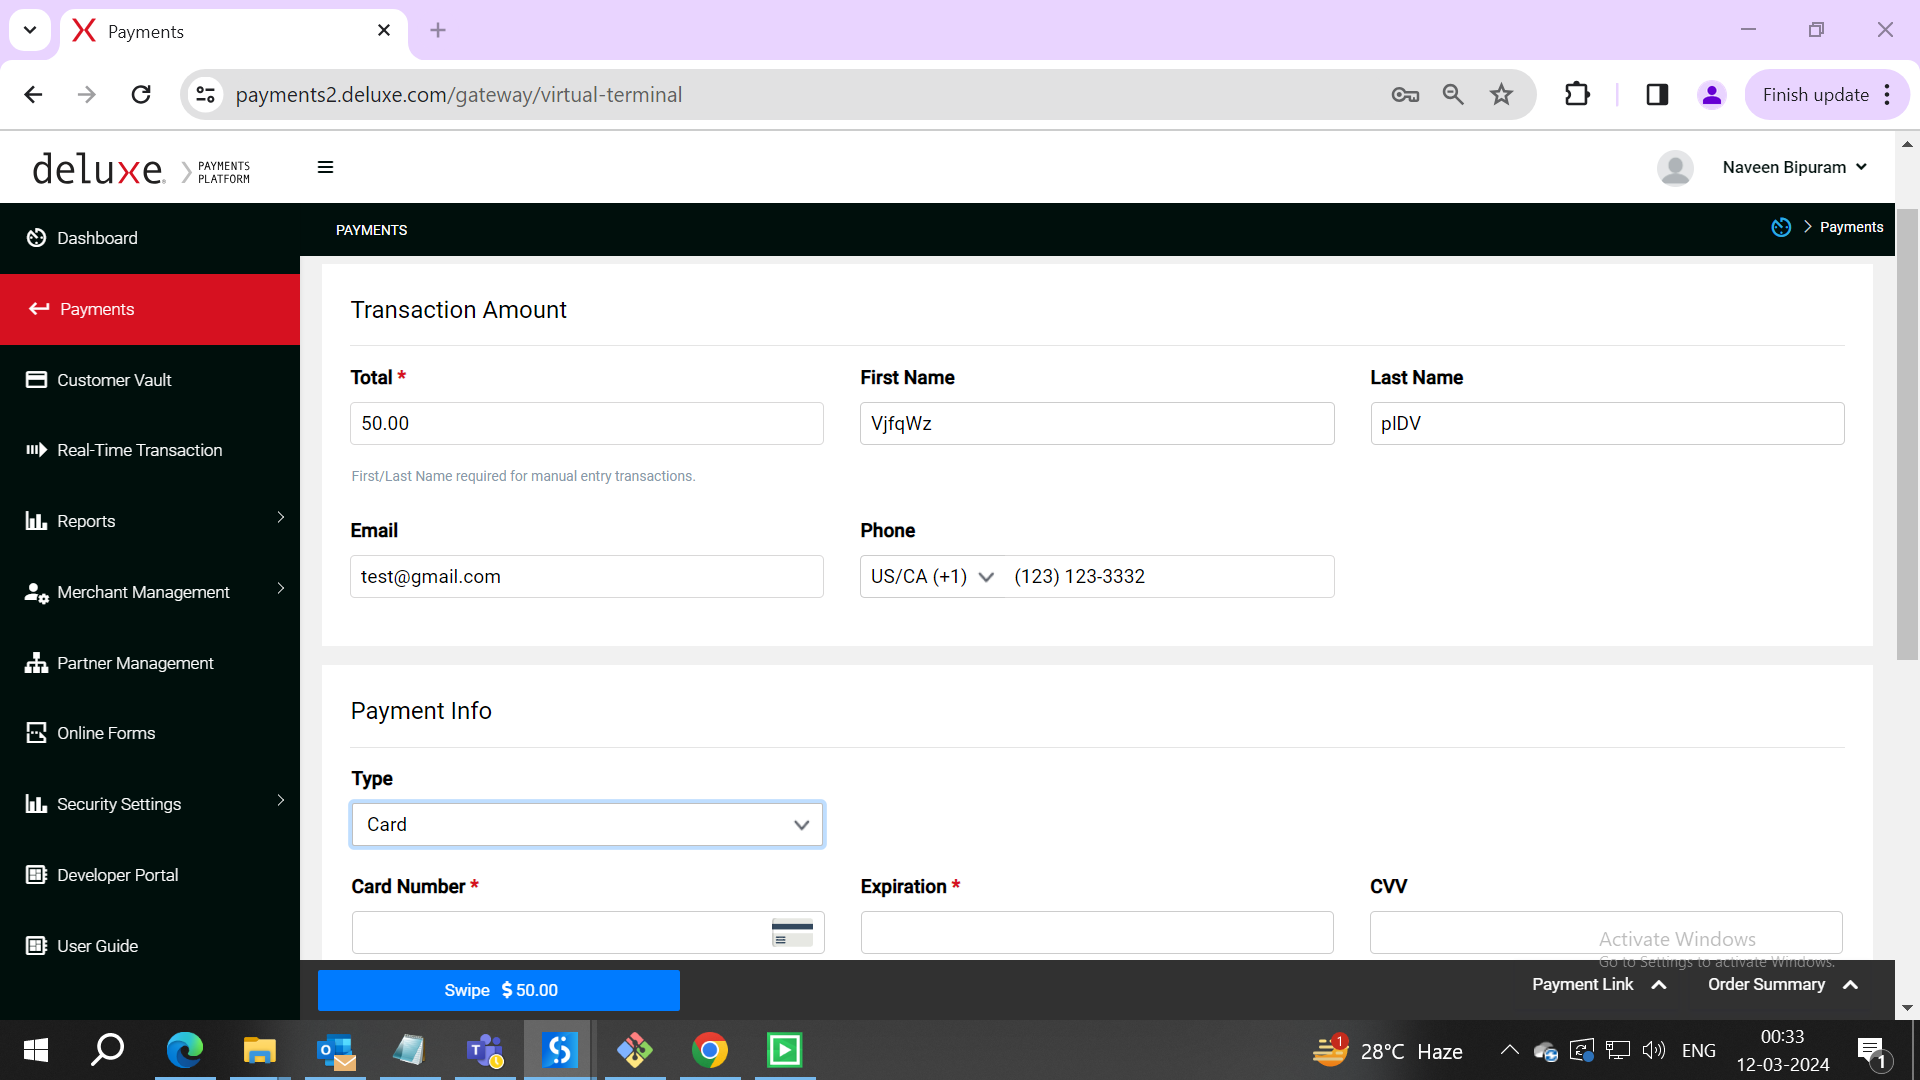 Payments
payments2.deluxe.com/gateway/virtual-terminal
Finish update
deluxe
PAYMENTS
PLATFORM
Naveen Bipuram
Dashboard
PAYMENTS
Payments
Payments
Customer Vault
Real-Time Transaction
Reports
Merchant Management
Partner Management
Online Forms
Security Settings
Developer Portal
User Guide
Transaction Amount
Total *
First Name
Last Name
50.00
VjfqWz
pIDV
First/Last Name required for manual entry transactions.
Email
Phone
test@gmail.com
US/CA (+1)
(123) 123-3332
Payment Info
Type
Card
Card Number *
Expiration *
CVV
Activate Windows
Go to Settings to activate Windows.
Swipe $ 50.00
Payment Link
Order Summary
1
28°C Haze
ENG
00:33
12-03-2024
1